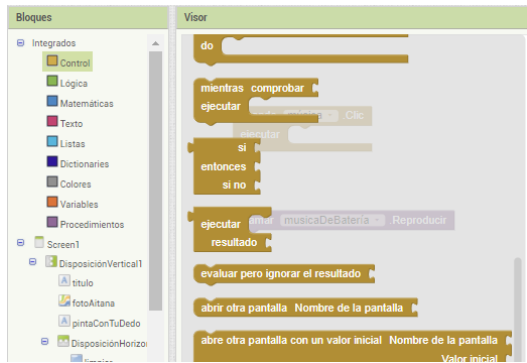 Bloques
Visor
Integrados
Control
Lógica
Matemáticas
Texto
Listas
Dictionaries
Colores
Variables
Procedimientos
Screen1
DisposiciónVertical1
titulo
fotoAitana
pintaConTuDedo
DisposiciónHorizo
limpiar
do
mientras comprobar
ejecutar
Clic
ejecutar
si
entonces
si no
ejecutar
musicaDeBatería Reproducir
resultado
evaluar pero ignorar el resultado
abrir otra pantalla Nombre de la pantalla
abre otra pantalla con un valor inicial Nombre de la pantalla
Valor inicial